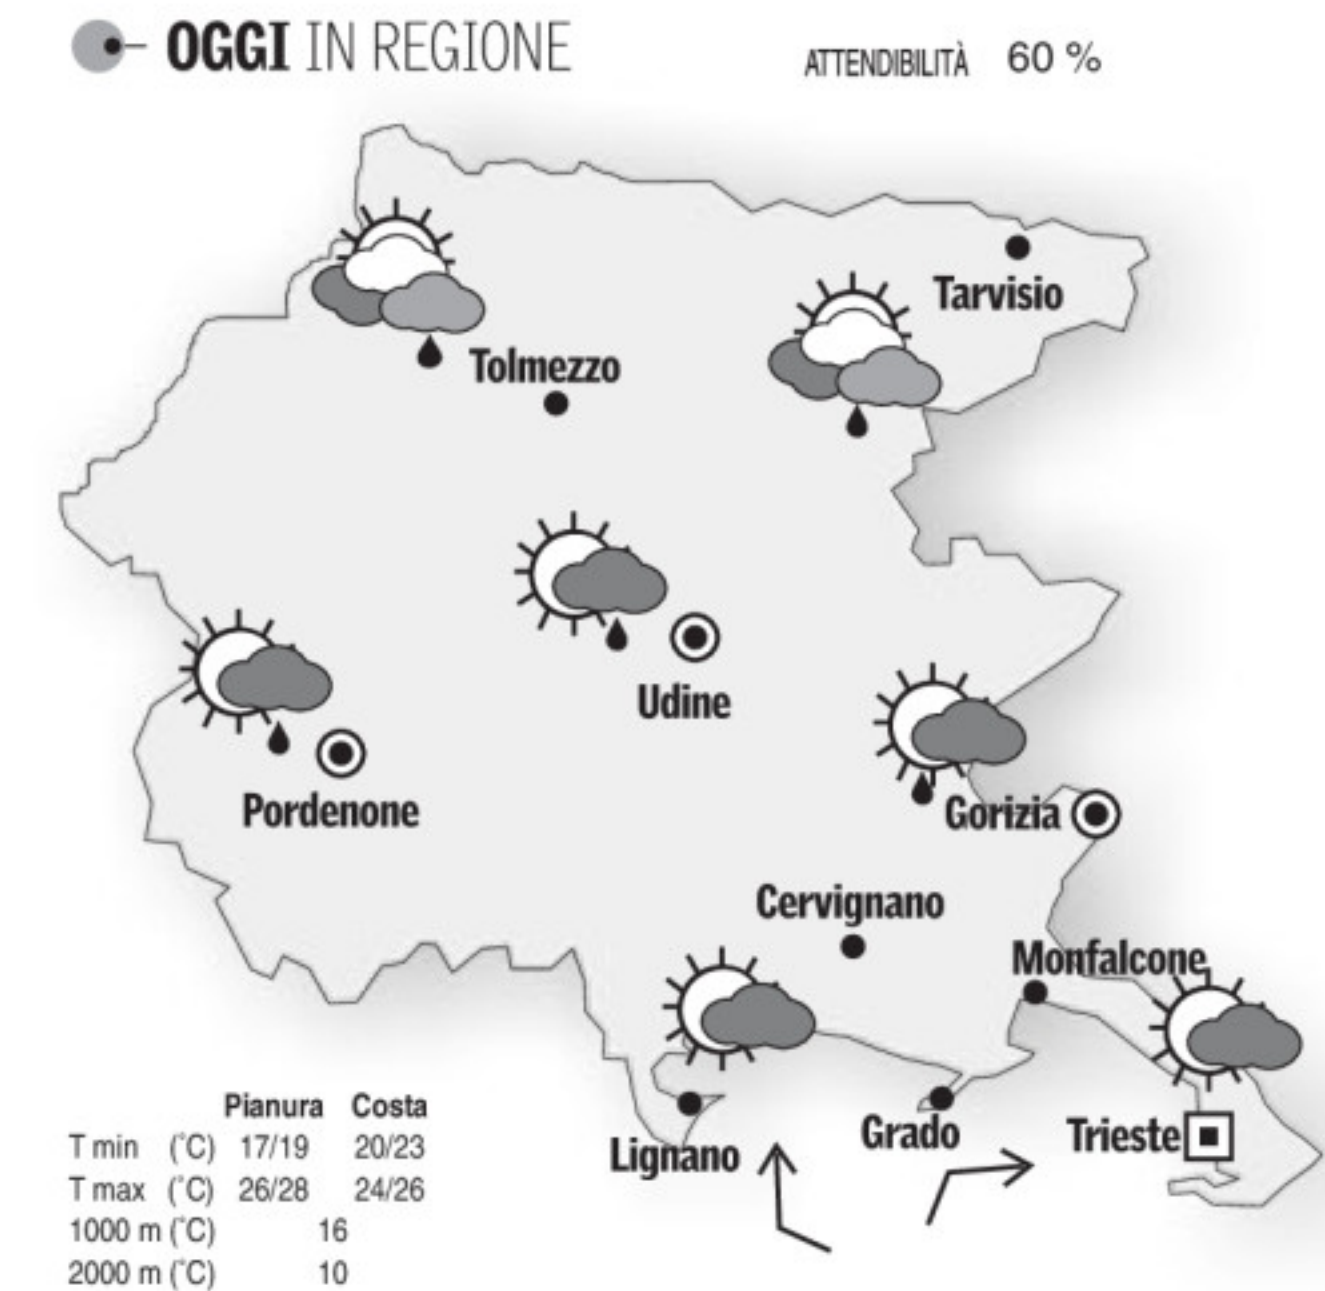 OGGI IN REGIONE
ATTENDIBILITÀ 60 %
Tarvisio
Tolmezzo
Udine
Pordenone
Gorizia
Cervignano
Monfalcone
Lignano
Grado
Trieste
Pianura Costa
T min (°C) 17/19 20/23
T max (°C) 26/28 24/26
1000 m (°C) 16
2000 m (°C) 10